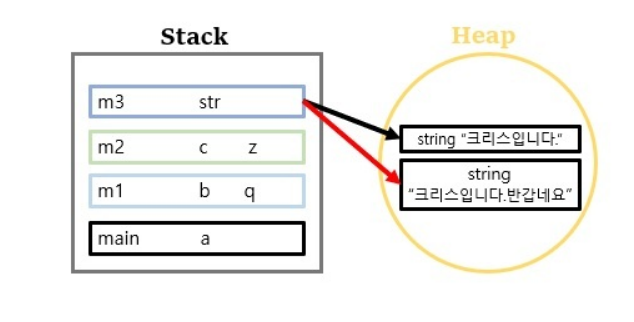 Stack
Heap
m3 str
m2 c z
m1 b q
main a
string "크리스입니다."
string
"크리스입니다.반갑네요"